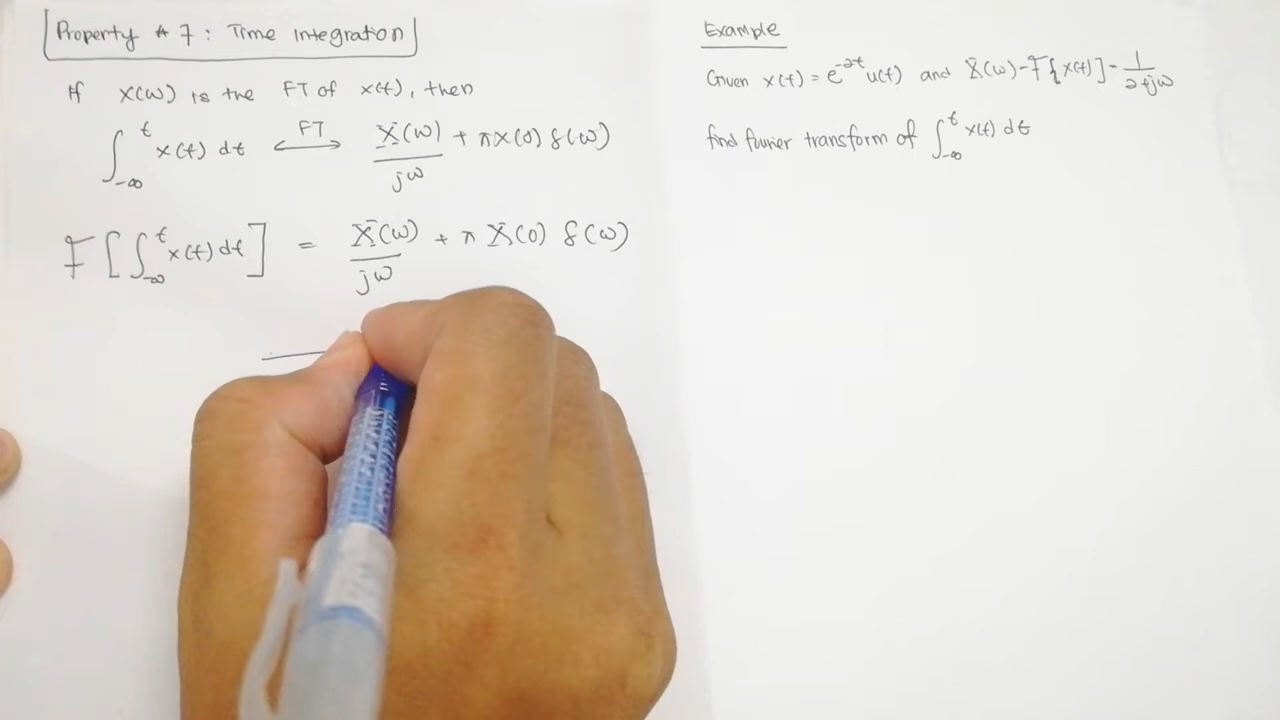 Property # 7 : Time Integration
If X(ω) is the FT of x(t), then
∫_{-∞}^{t} x(t) dt ⟷^{FT} X(ω)/jω + πX(0) δ(ω)
F[∫_{-∞}^{t} x(t) dt] = X(ω)/jω + π X(0) δ(ω)
Example
Given x(t) = e^{-2t} u(t) and X(ω) = F[x(t)] = 1/2+jω
find fourier transform of ∫_{-∞}^{t} x(t) dt